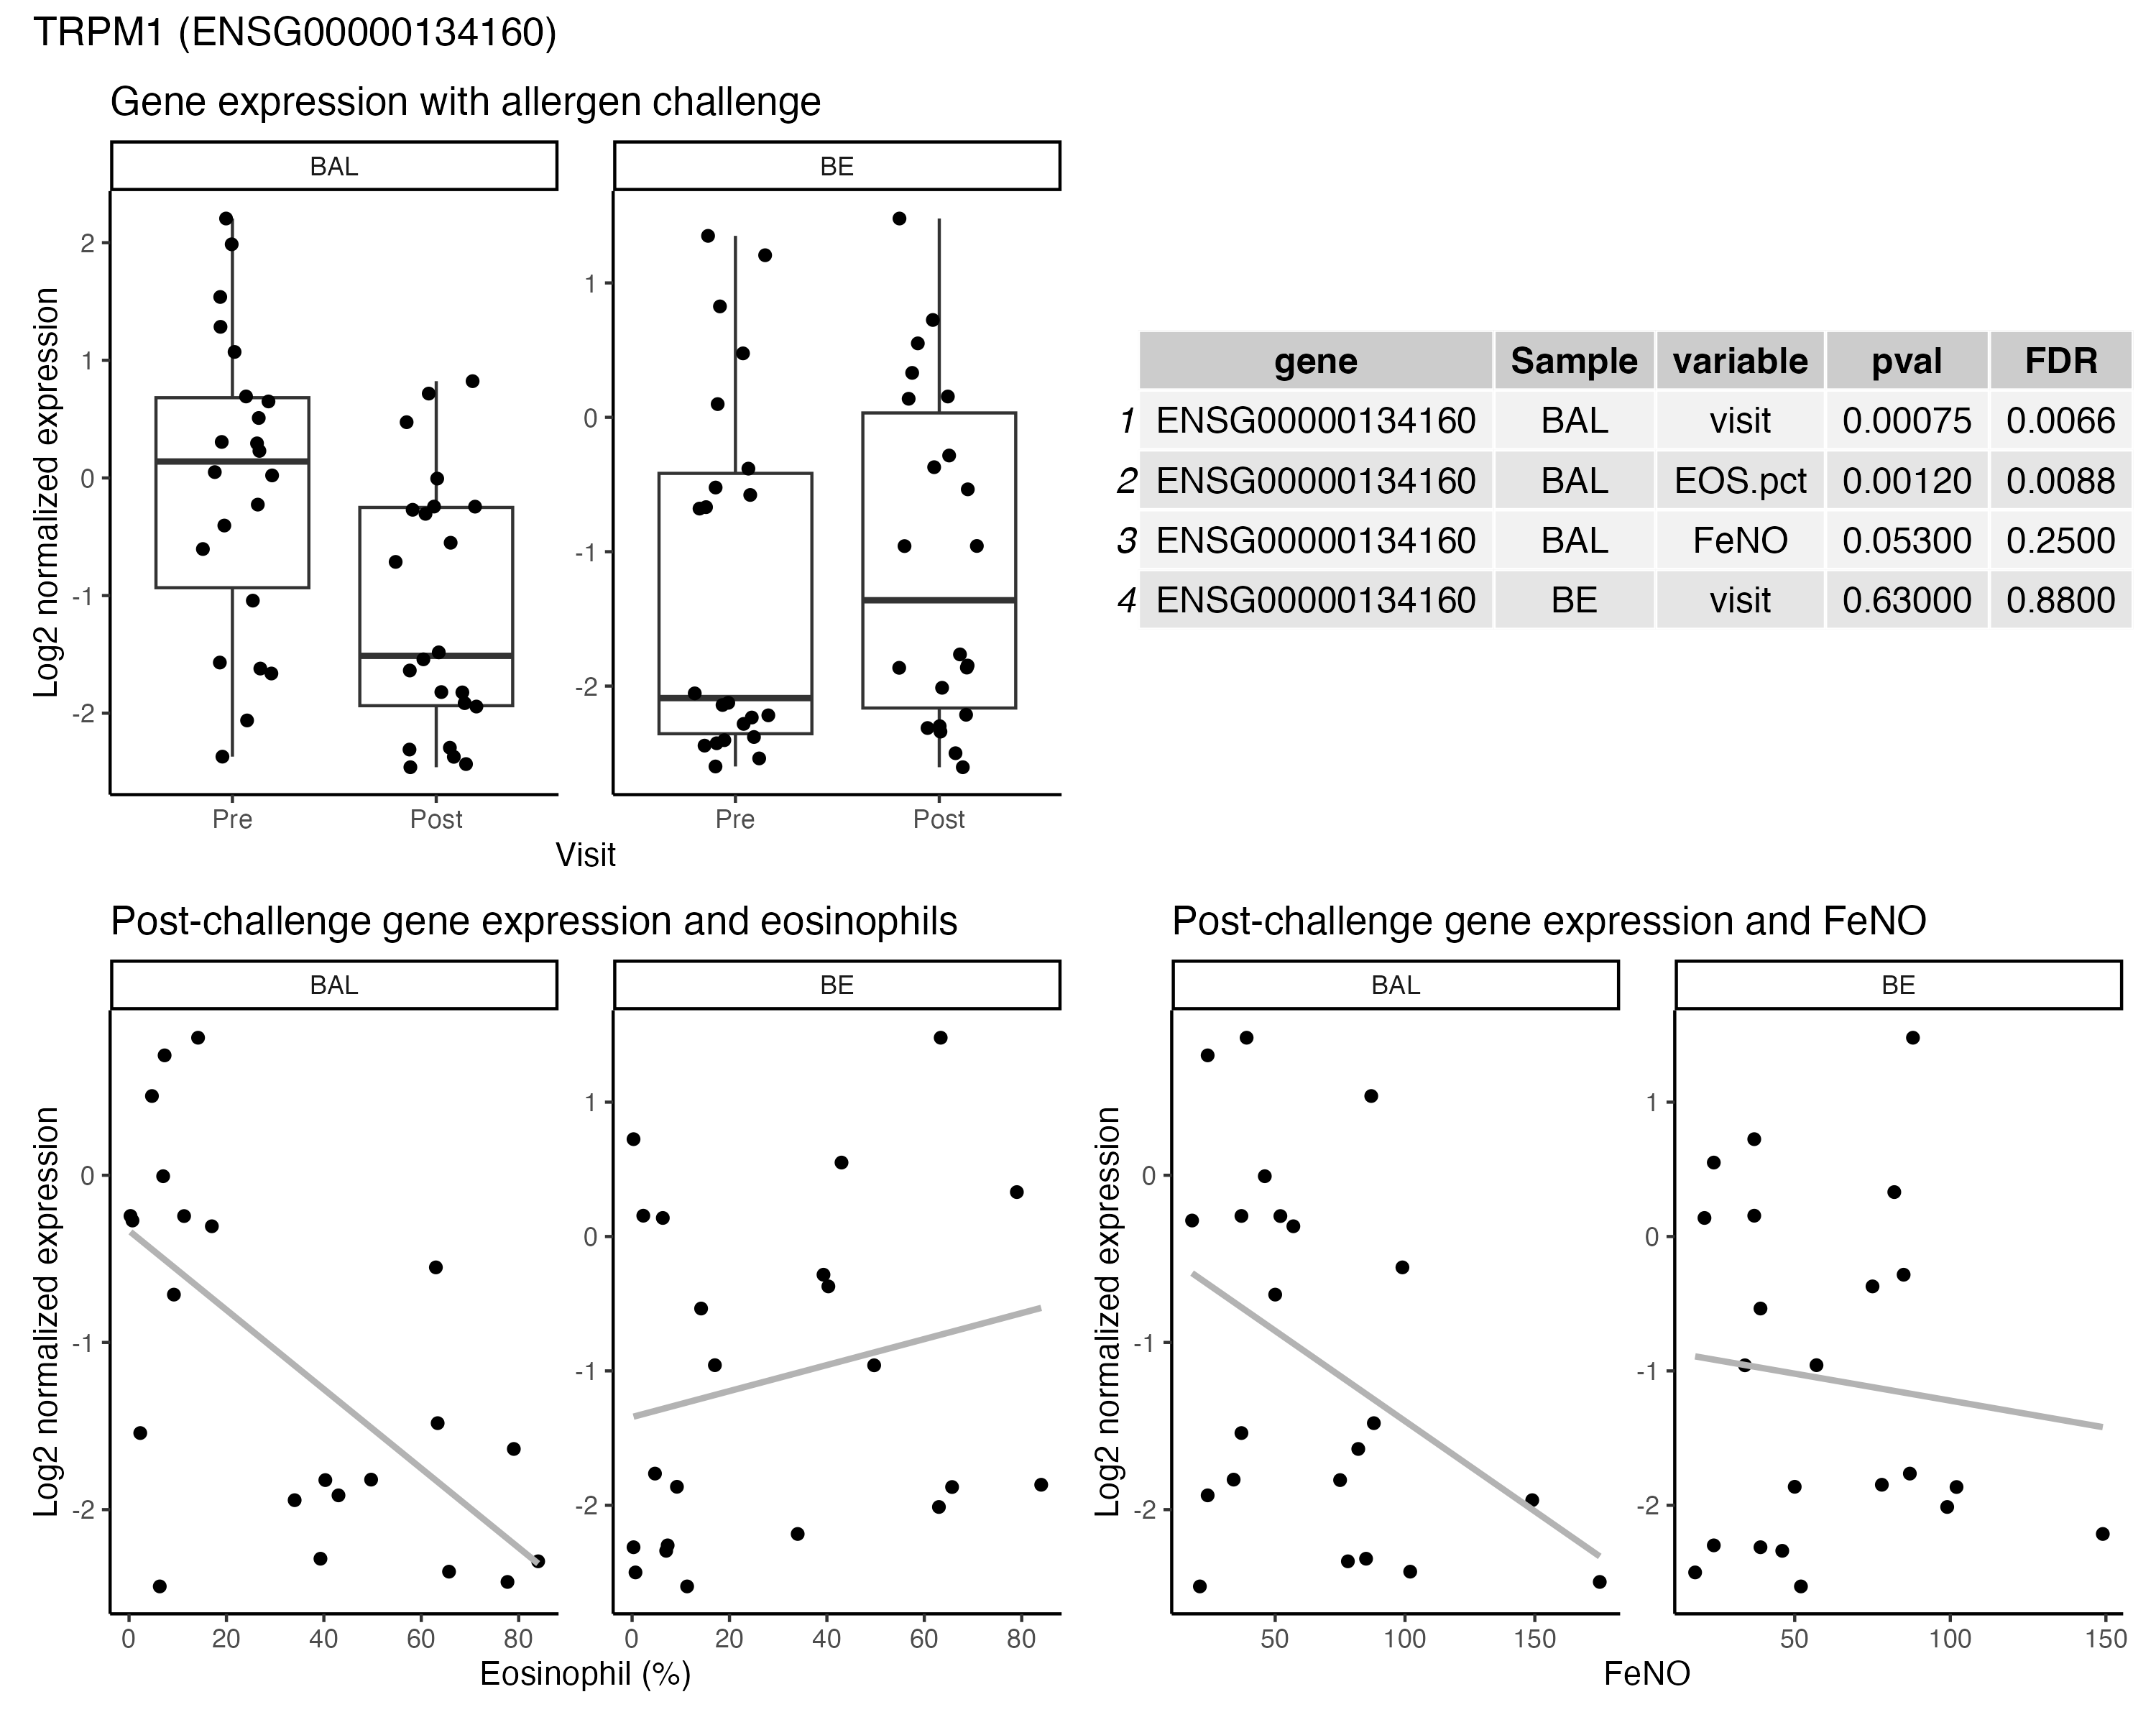 TRPM1 (ENSG00000134160)
Gene expression with allergen challenge
BAL
BE
Log2 normalized expression
2
1
0
-1
-2
1
0
-1
-2
Pre
Post
Pre
Post
Visit
gene Sample variable pval FDR
1 ENSG00000134160 BAL visit 0.00075 0.0066
2 ENSG00000134160 BAL EOS.pct 0.00120 0.0088
3 ENSG00000134160 BAL FeNO 0.05300 0.2500
4 ENSG00000134160 BE visit 0.63000 0.8800
Post-challenge gene expression and eosinophils
BAL
BE
Log2 normalized expression
0
-1
-2
1
0
-1
-2
0 20 40 60 80
0 20 40 60 80
Eosinophil (%)
Post-challenge gene expression and FeNO
BAL
BE
Log2 normalized expression
0
-1
-2
1
0
-1
-2
50 100 150
50 100 150
FeNO